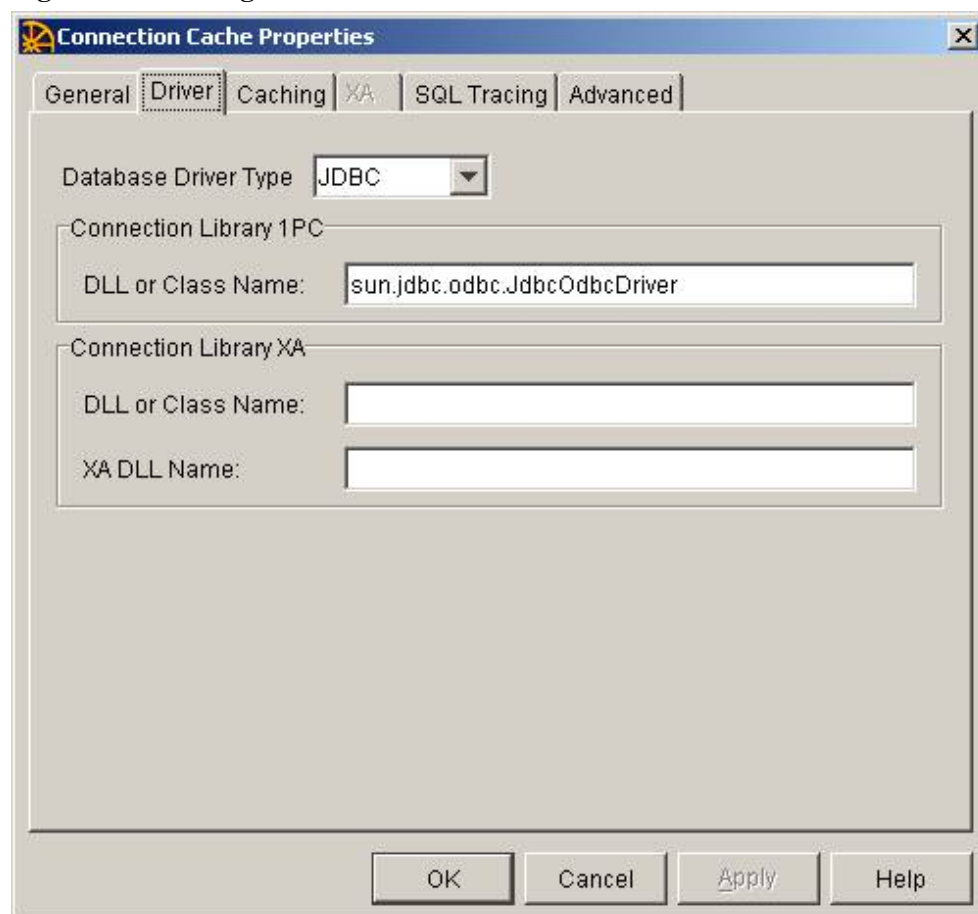 Connection Cache Properties
General Driver Caching XA SQL Tracing Advanced
Database Driver Type JDBC
Connection Library 1PC
DLL or Class Name: sun.jdbc.odbc.JdbcOdbcDriver
Connection Library XA
DLL or Class Name:
XA DLL Name:
OK Cancel Apply Help